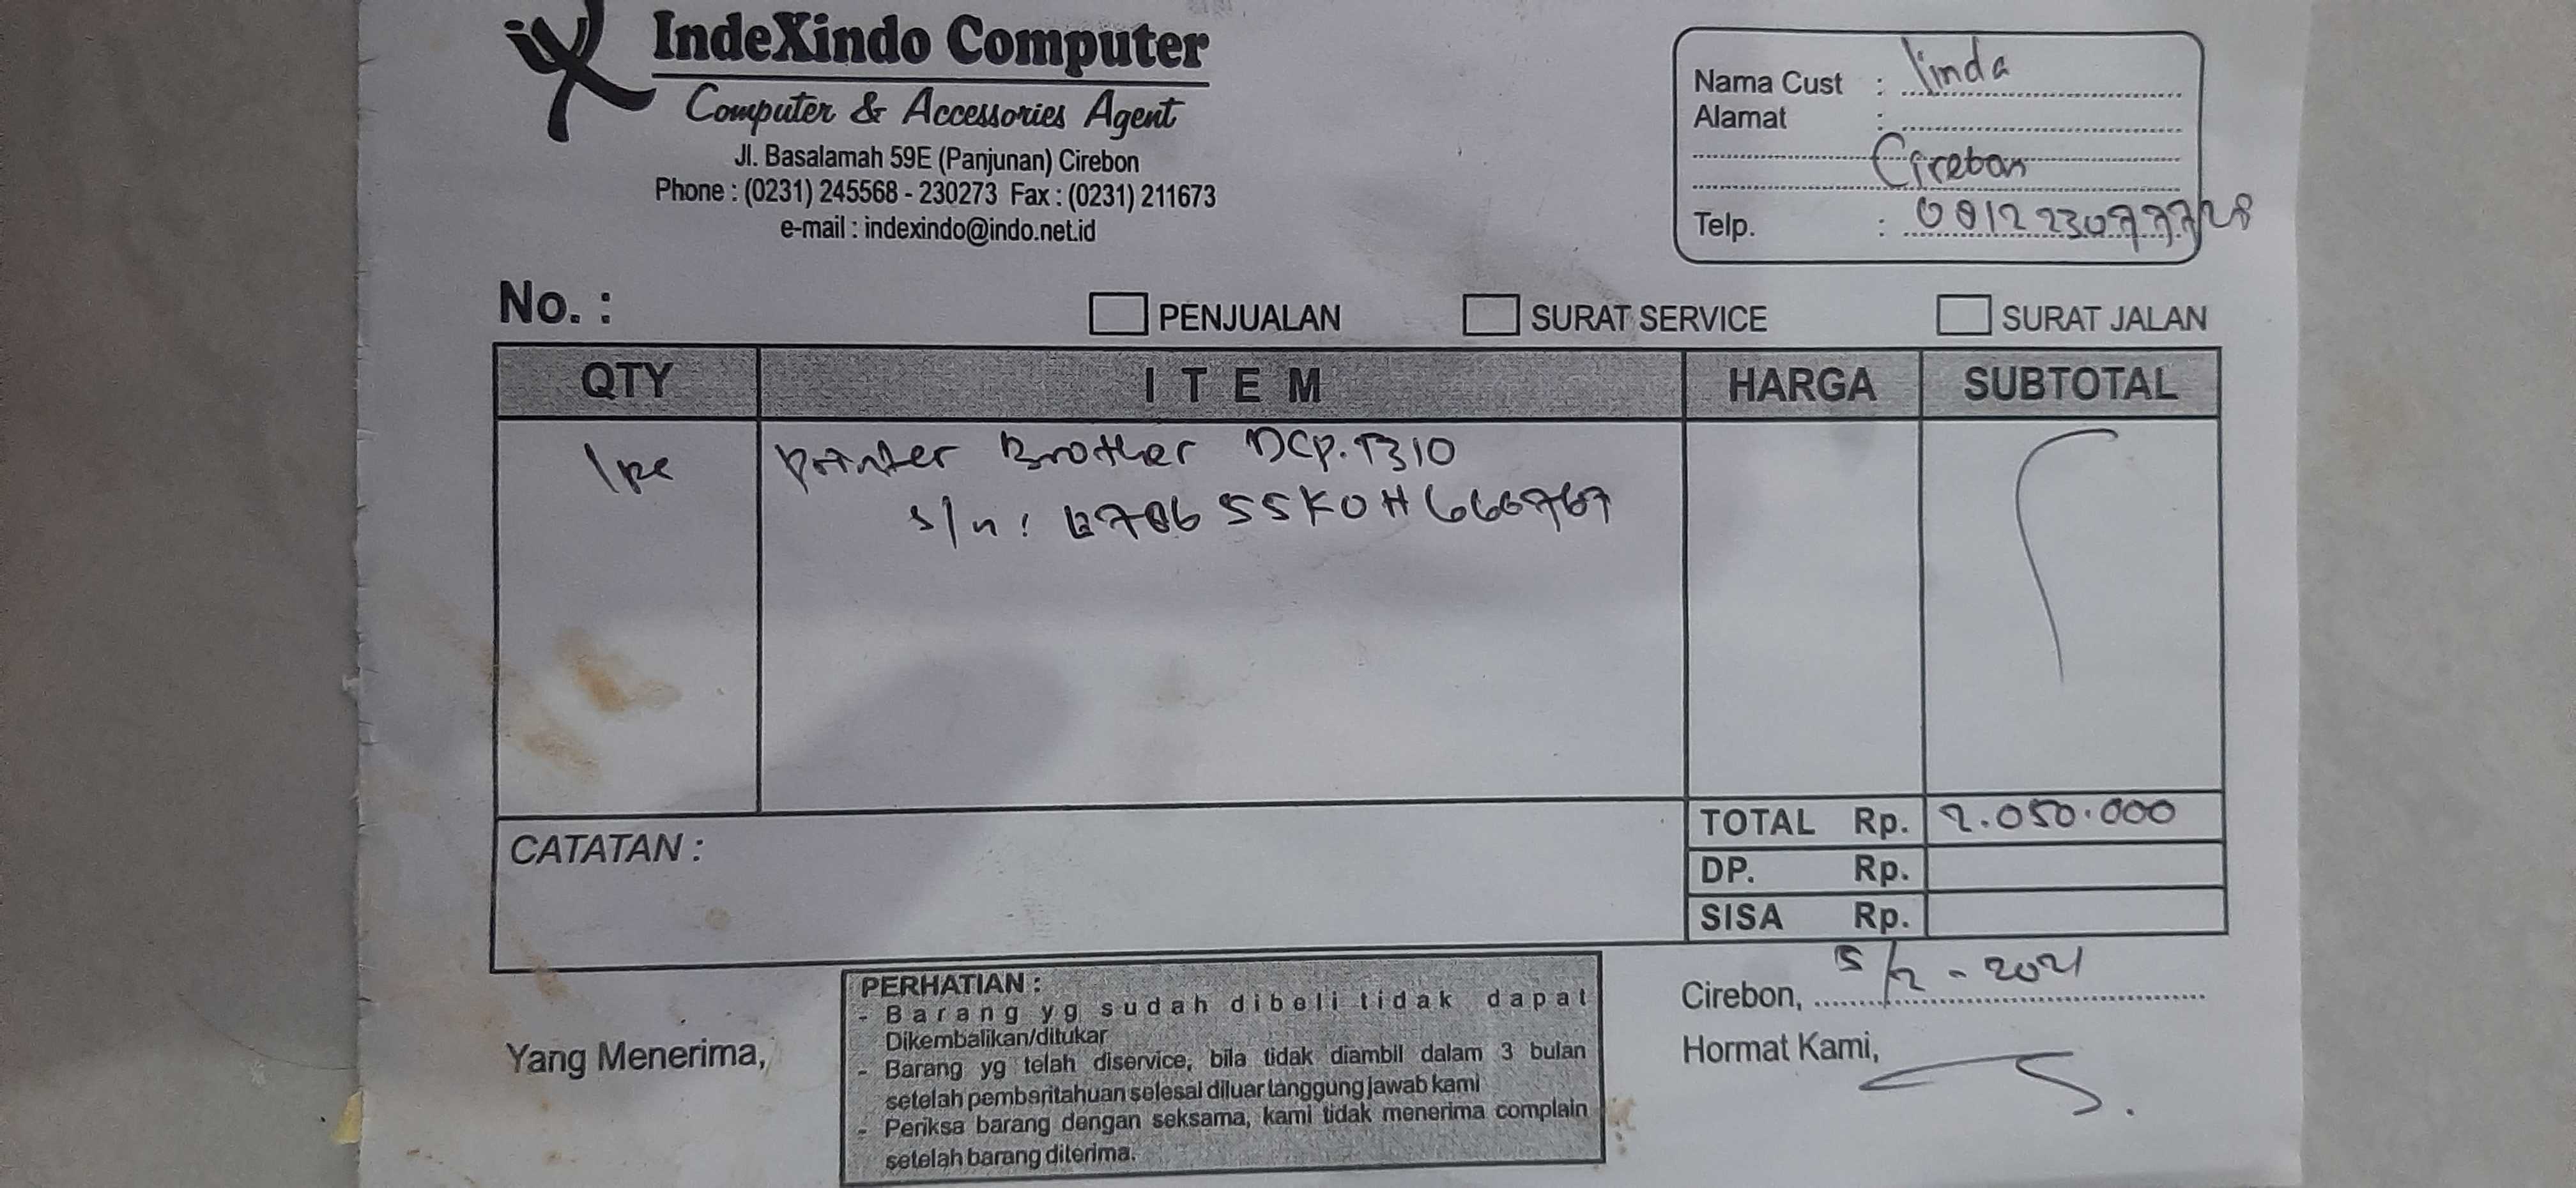 IndeXindo Computer
Computer & Accessories Agent
Jl. Basalamah 59E (Panjunan) Cirebon
Phone : (0231) 245568 - 230273 Fax : (0231) 211673
e-mail : indexindo@indo.net.id
Nama Cust : linda
Alamat :
Cirebon
Telp. :
No. :
PENJUALAN SURAT SERVICE SURAT JALAN
QTY ITEM HARGA SUBTOTAL
1 pc printer Brother DCP.T310
s/n :
TOTAL Rp. 2.050.000
CATATAN :
DP. Rp.
SISA Rp.
Cirebon, 5/2 - 2021
Hormat Kami,
Yang Menerima,
PERHATIAN :
- Barang yg sudah dibeli tidak dapat
Dikembalikan/ditukar
- Barang yg telah diservice, bila tidak diambil dalam 3 bulan
setelah pemberitahuan selesai diluar tanggung jawab kami
- Periksa barang dengan seksama, kami tidak menerima complain
setelah barang diterima.